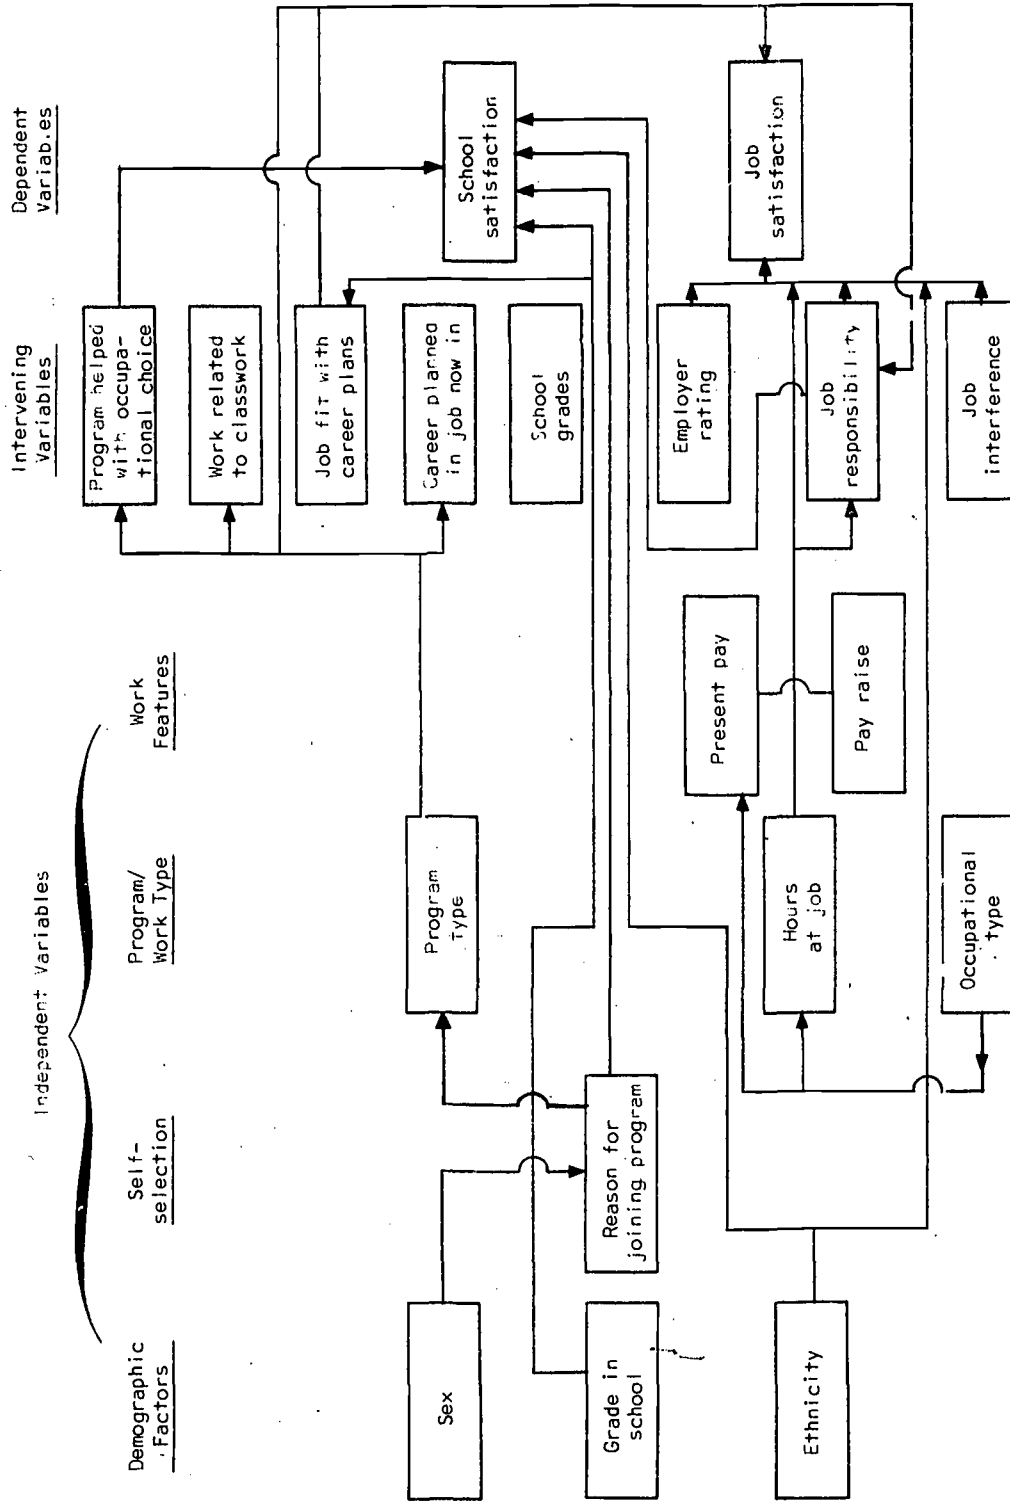 Independent Variables
Demographic
Factors
Self-
selection
Program/
Work Type
Work
Features
Intervening
Variables
Dependent
Variables
Sex
Grade in
school
Ethnicity
Reason for
joining program
Program
Type
Hours
at job
Occupational
type
Present pay
Pay raise
Program helped
with occupa-
tional choice
Work related
to classwork
Job fit with
career plans
Career planned
in job now in
School
grades
Employer
rating
Job
responsibility
Job
interference
School
satisfaction
Job
satisfaction